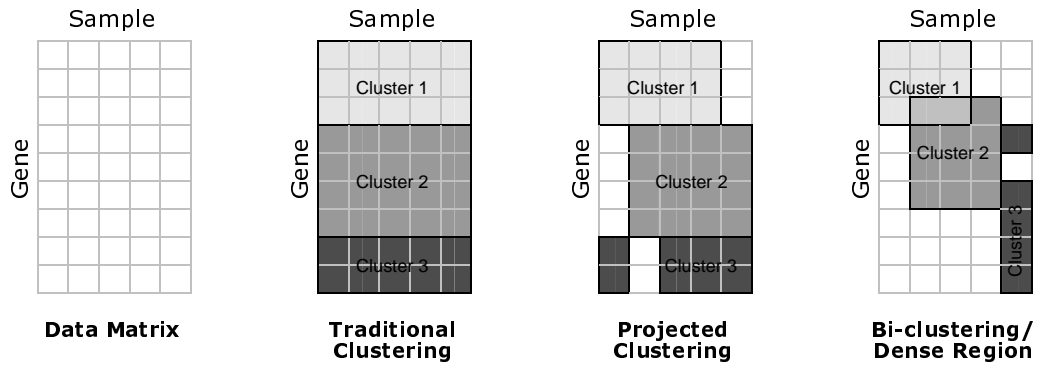 Sample
Sample
Sample
Sample
Gene
Gene
Gene
Gene
Cluster 1
Cluster 2
Cluster 3
Cluster 1
Cluster 2
Cluster 3
Cluster 1
Cluster 2
Cluster 3
Data Matrix
Traditional
Clustering
Projected
Clustering
Bi-clustering/
Dense Region